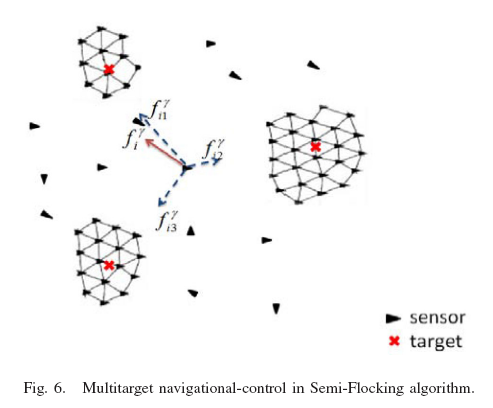 f_{i1}^γ
f_i^γ
f_{i2}^γ
f_{i3}^γ
sensor
target
Fig. 6. Multitarget navigational-control in Semi-Flocking algorithm.